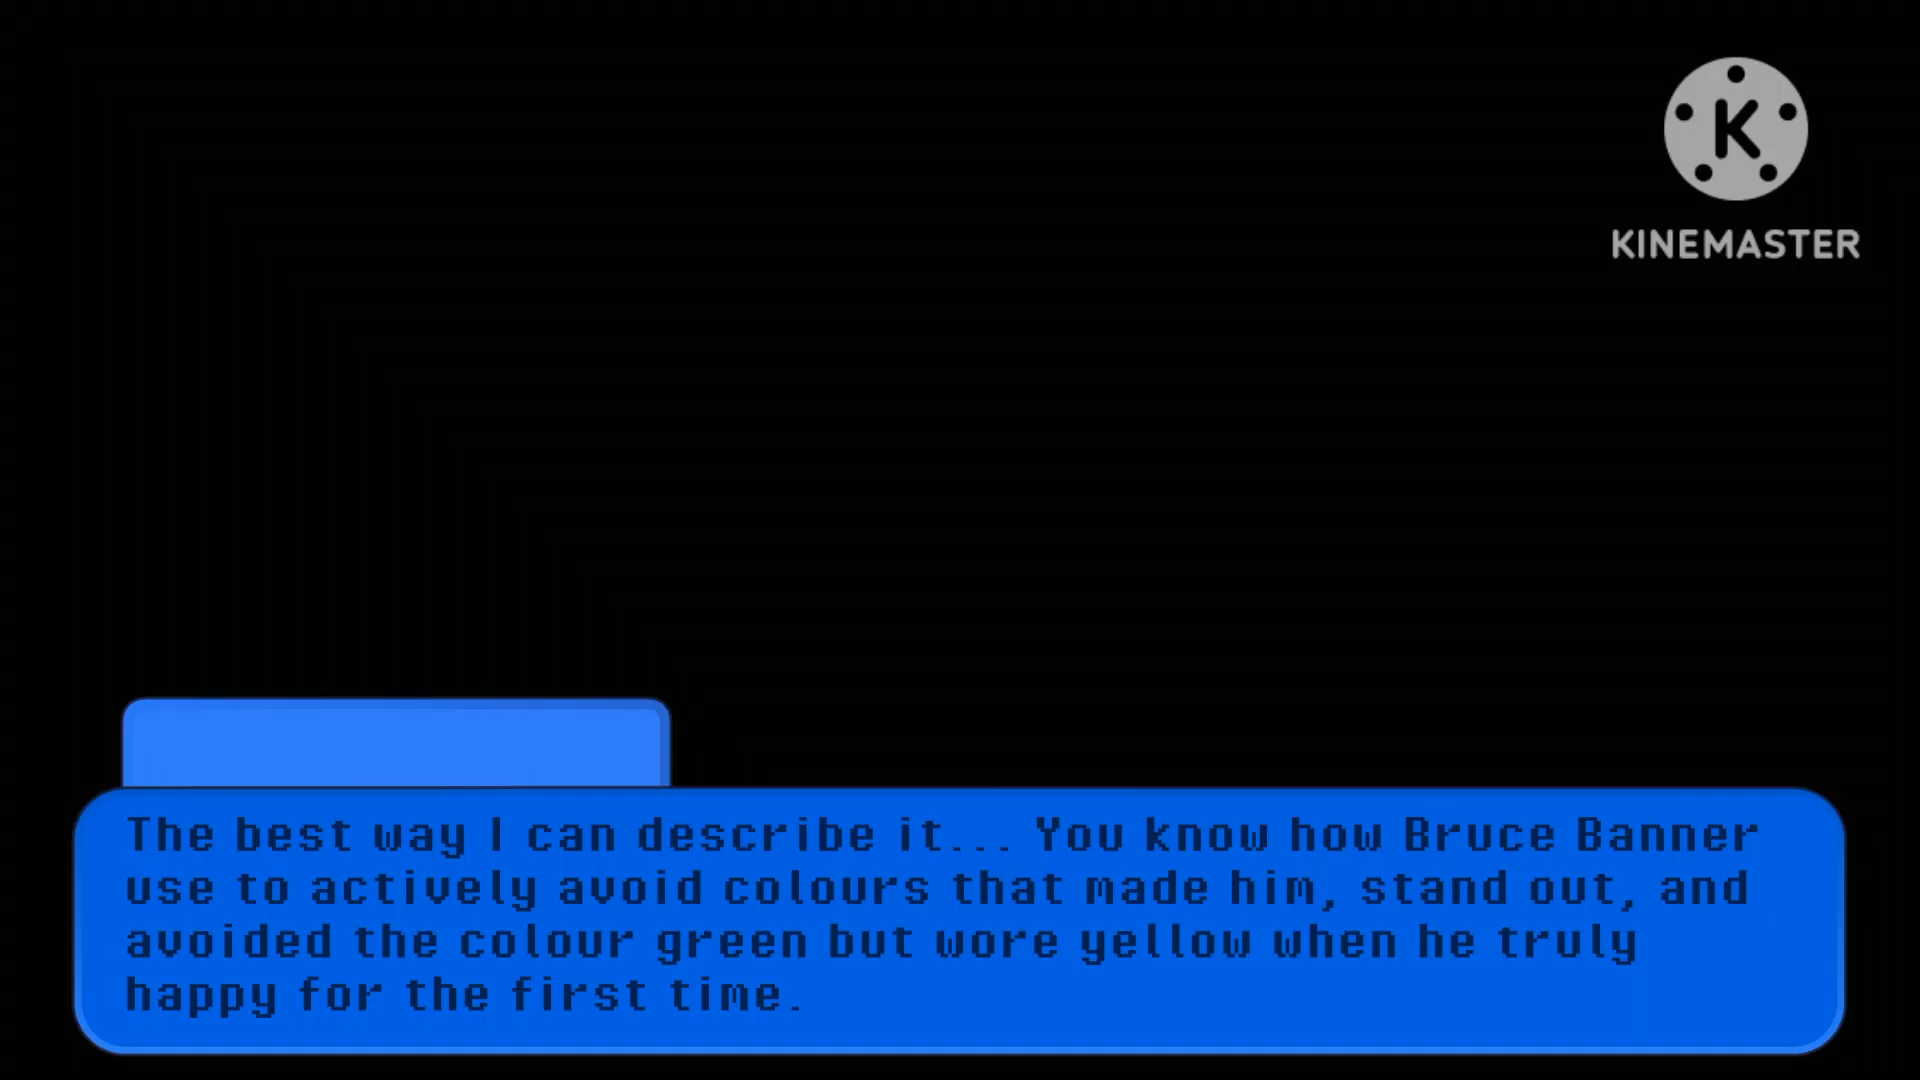 K
KINEMASTER
The best way I can describe it... You know how Bruce Banner
use to actively avoid colours that made him, stand out, and
avoided the colour green but wore yellow when he truly
happy for the first time.